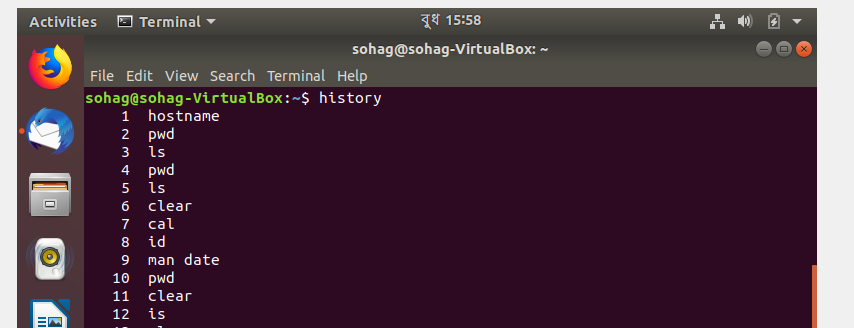 Activities Terminal বুধ 15:58
sohag@sohag-VirtualBox: ~
File Edit View Search Terminal Help
sohag@sohag-VirtualBox:~$ history
1 hostname
2 pwd
3 ls
4 pwd
5 ls
6 clear
7 cal
8 id
9 man date
10 pwd
11 clear
12 is